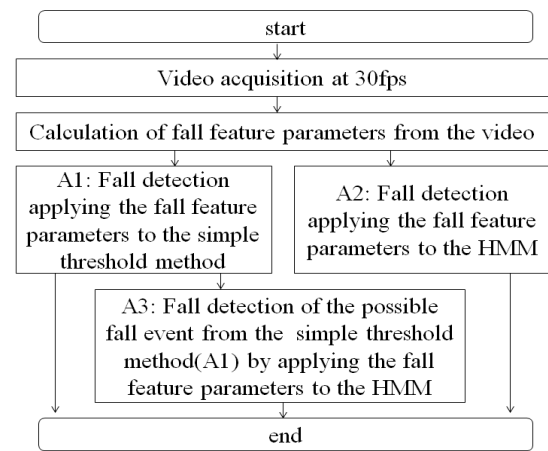 start
Video acquisition at 30fps
Calculation of fall feature parameters from the video
A1: Fall detection
applying the fall feature
parameters to the simple
threshold method
A2: Fall detection
applying the fall feature
parameters to the HMM
A3: Fall detection of the possible
fall event from the simple threshold
method(A1) by applying the fall
feature parameters to the HMM
end